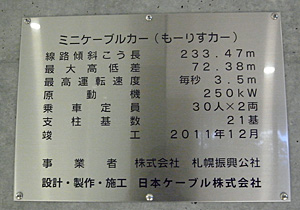 ミニケーブルカー（もーりすカー）
線路傾斜こう長 233.47m
最大高低差 72.38m
最高運転速度 毎秒 3.5m
原動機 250kW
乗車定員 30人×2両
支柱基数 21基
竣工 2011年12月
事業者 株式会社 札幌振興公社
設計・製作・施工 日本ケーブル株式会社